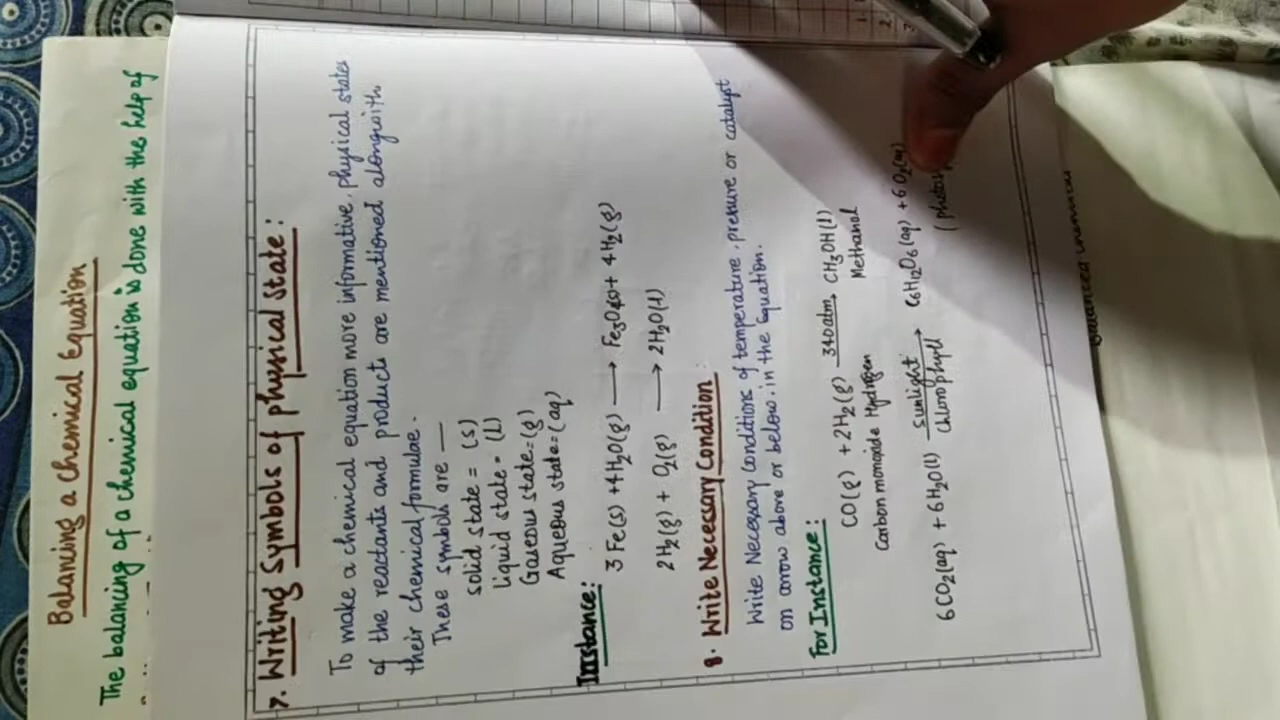 Balancing a chemical Equation
The balancing of a chemical equation is done with the help of
7. Writing Symbols of physical state:
To make a chemical equation more informative, physical states
of the reactants and products are mentioned alongwith
their chemical formulae.
These symbols are —
solid state = (s)
liquid state = (L)
Gaseous state = (g)
Aqueous state = (aq)
Instance:
3 Fe(s) + 4H₂O(g) → Fe₃O₄(s) + 4H₂(g)
2H₂(g) + O₂(g) → 2H₂O(l)
8. Write Necessary Condition:
Write Necessary Conditions of temperature, pressure or catalyst
on arrow above or below, in the Equation.
For Instance:
CO(g) + 2H₂(g) 340atm → CH₃OH(l)
Carbon monoxide Hydrogen Methanol
6CO₂(aq) + 6H₂O(l) Sunlight → C₆H₁₂O₆(aq) + 6O₂(aq)
Chlorophyll
1.
2.